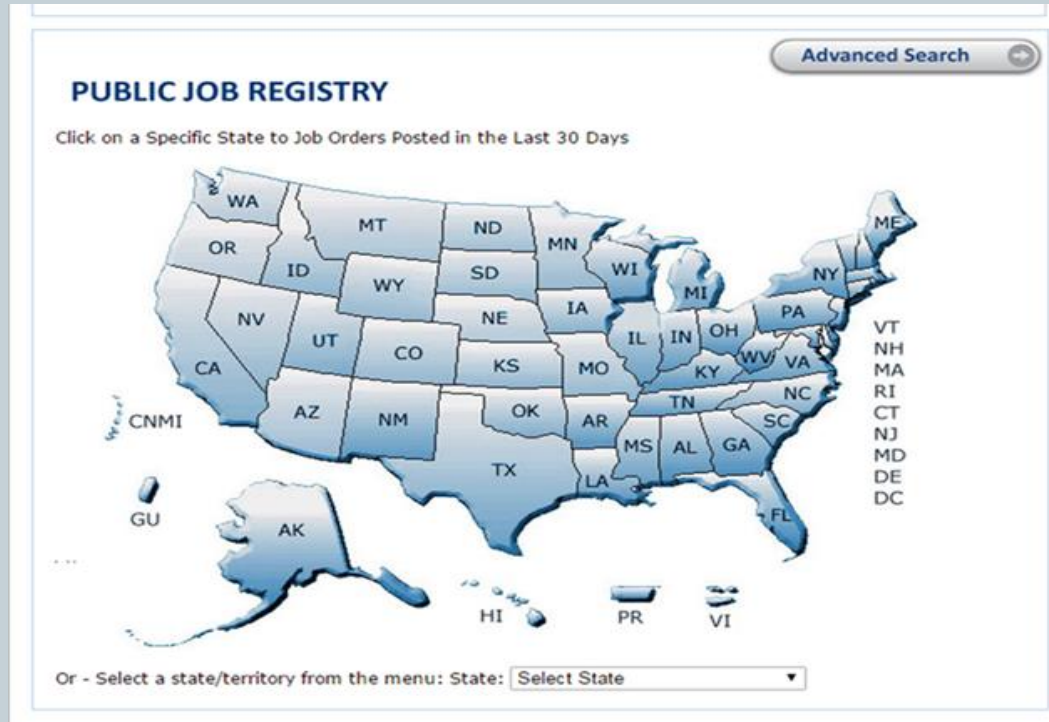 Advanced Search
PUBLIC JOB REGISTRY
Click on a Specific State to Job Orders Posted in the Last 30 Days
WA
MT
ND
MN
ME
OR
ID
SD
WI
NY
WY
MI
NV
NE
IA
PA
UT
CO
IL
IN
OH
VT
CA
KS
MO
KY
WV
VA
NH
MA
RI
AZ
NM
OK
AR
TN
NC
CT
CNMI
SC
NJ
MS
AL
GA
MD
TX
LA
DE
DC
GU
AK
FL
HI
PR
VI
Or - Select a state/territory from the menu: State: Select State